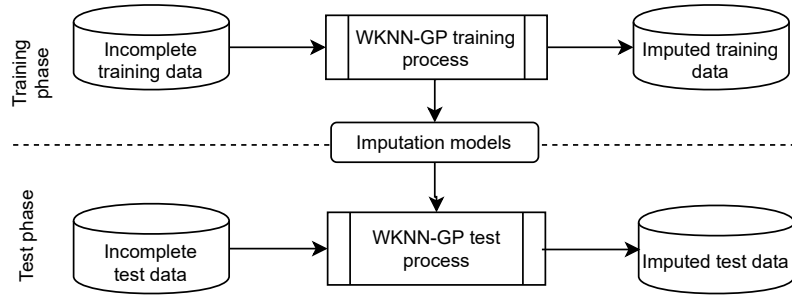 Training
phase
Incomplete
training data
WKNN-GP training
process
Imputed training
data
Imputation models
Test phase
Incomplete
test data
WKNN-GP test
process
Imputed test data